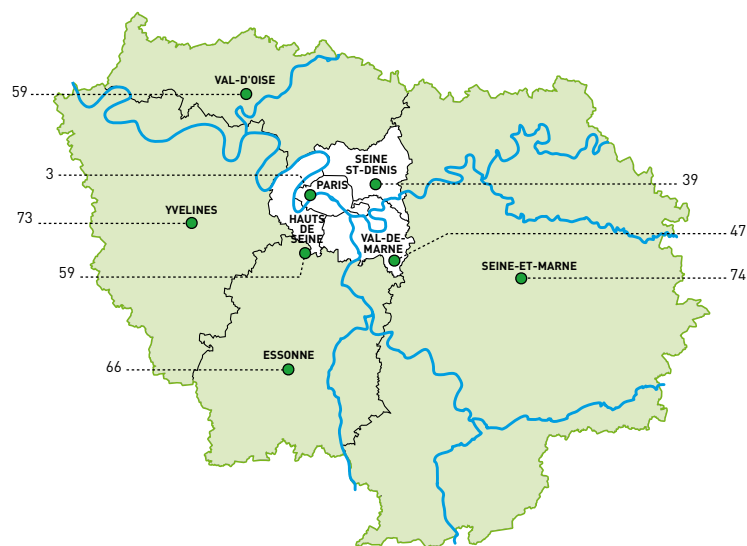 VAL-D'OISE
59
SEINE
ST-DENIS
3
PARIS
39
YVELINES
73
HAUTS
DE
SEINE
VAL-DE-
MARNE
47
59
SEINE-ET-MARNE
74
ESSONNE
66